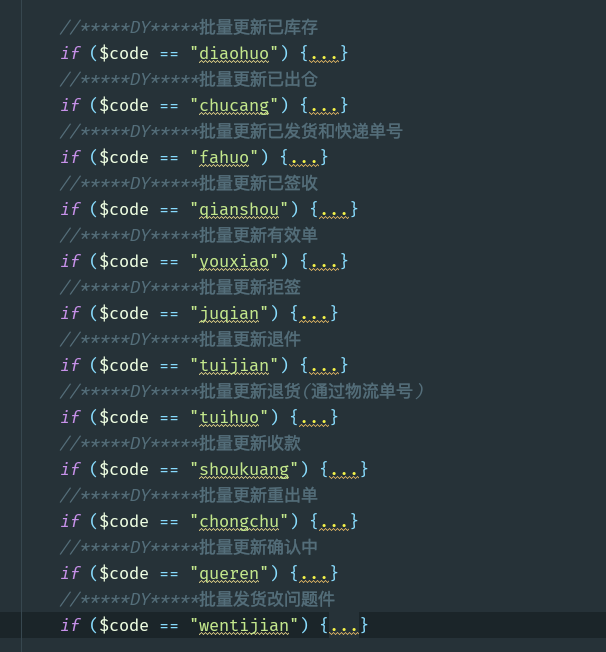 //*****DY*****批量更新已库存
if ($code == "diaohuo") {...}
//*****DY*****批量更新已出仓
if ($code == "chucang") {...}
//*****DY*****批量更新已发货和快递单号
if ($code == "fahuo") {...}
//*****DY*****批量更新已签收
if ($code == "qianshou") {...}
//*****DY*****批量更新有效单
if ($code == "youxiao") {...}
//*****DY*****批量更新拒签
if ($code == "juqian") {...}
//*****DY*****批量更新退件
if ($code == "tuijian") {...}
//*****DY*****批量更新退货(通过物流单号）
if ($code == "tuihuo") {...}
//*****DY*****批量更新收款
if ($code == "shoukuang") {...}
//*****DY*****批量更新重出单
if ($code == "chongchu") {...}
//*****DY*****批量更新确认中
if ($code == "queren") {...}
//*****DY*****批量发货改问题件
if ($code == "wentijian") {...}